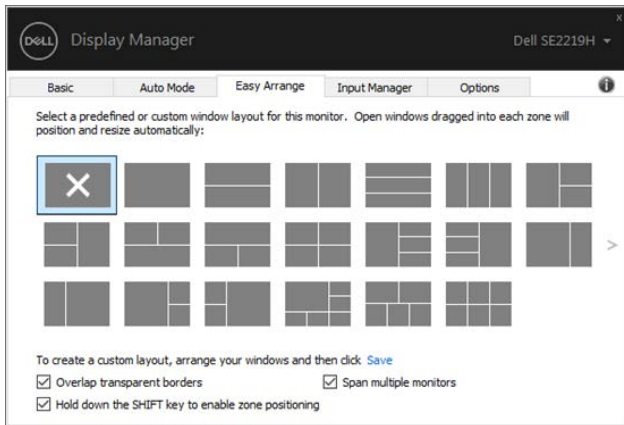 DELL Display Manager Dell SE2219H
Basic Auto Mode Easy Arrange Input Manager Options
Select a predefined or custom window layout for this monitor. Open windows dragged into each zone will
position and resize automatically:
To create a custom layout, arrange your windows and then click Save
Overlap transparent borders Span multiple monitors
Hold down the SHIFT key to enable zone positioning